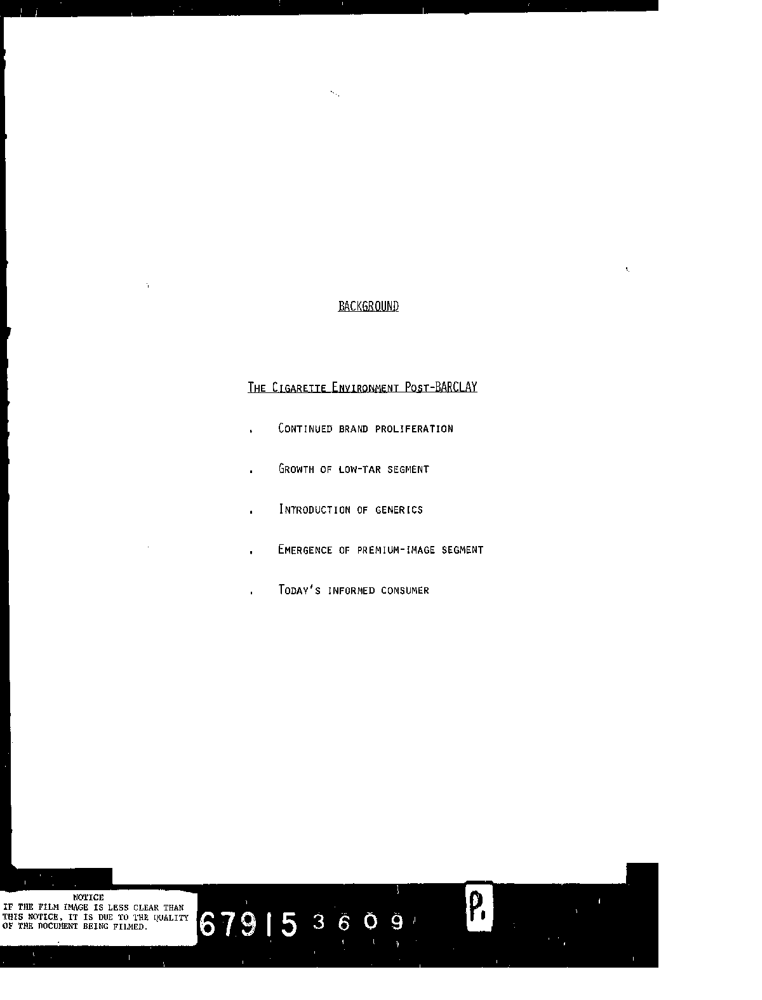 BACKGROUND
THE CIGARETTE ENVIRONMENT POST-BARCLAY
. CONTINUED BRAND PROLIFERATION
. GROWTH OF LOW-TAR SEGMENT
. INTRODUCTION OF GENERICS
. EMERGENCE OF PREMIUM-IMAGE SEGMENT
. TODAY'S INFORMED CONSUMER
NOTICE
IF THE FILM IMAGE IS LESS CLEAR THAN
THIS NOTICE, IT IS DUE TO THE QUALITY
OF THE DOCUMENT BEING FILMED.
679153609
P.